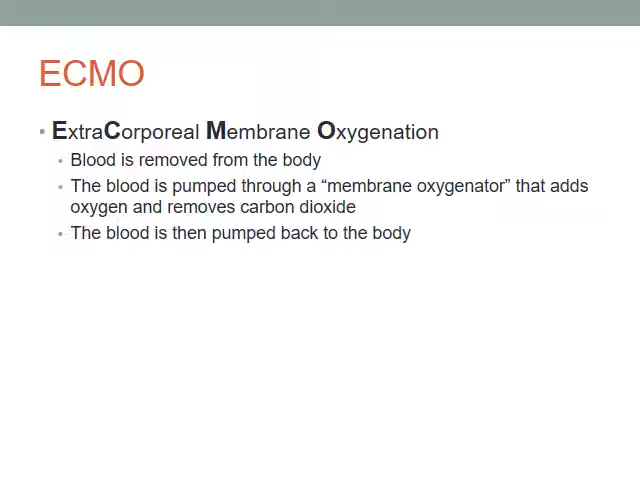 ECMO
• ExtraCorporeal Membrane Oxygenation
• Blood is removed from the body
• The blood is pumped through a “membrane oxygenator” that adds
oxygen and removes carbon dioxide
• The blood is then pumped back to the body